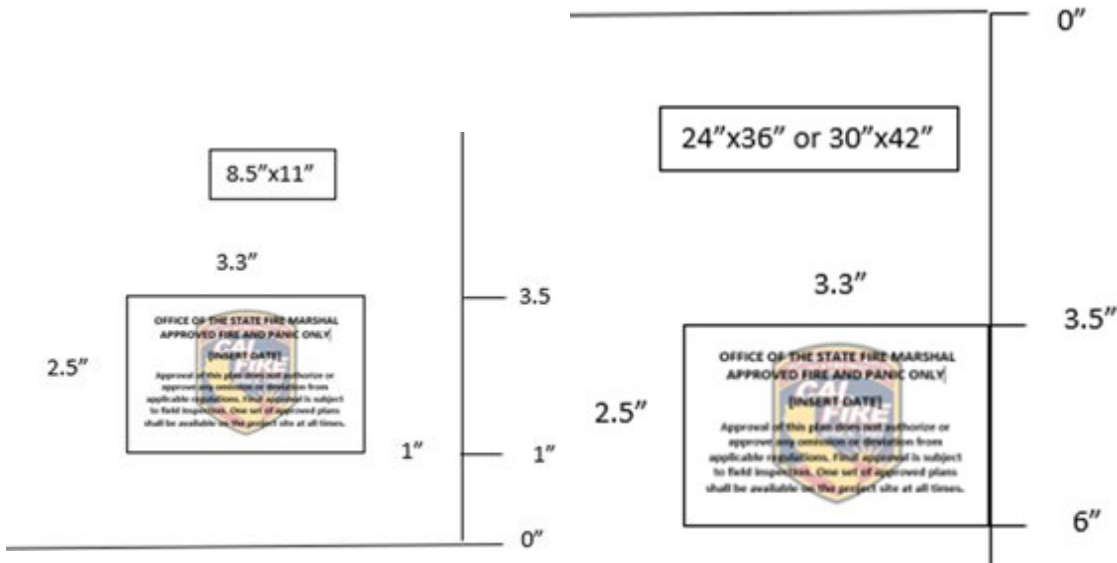 8.5”x11”
3.3”
3.5
OFFICE OF THE STATE FIRE MARSHAL
APPROVED FIRE AND PANIC ONLY
[INSERT DATE]
CAL
FIRE
2.5”
Approval of this plan does not authorize or
approve any omission or deviation from
applicable regulations. Final approval is subject
to field inspection. One set of approved plans
shall be available on the project site at all times.
1”
1”
0”
0”
24”x36” or 30”x42”
3.3”
3.5”
OFFICE OF THE STATE FIRE MARSHAL
APPROVED FIRE AND PANIC ONLY
[INSERT DATE]
CAL
FIRE
2.5”
Approval of this plan does not authorize or
approve any omission or deviation from
applicable regulations. Final approval is subject
to field inspection. One set of approved plans
shall be available on the project site at all times.
6”